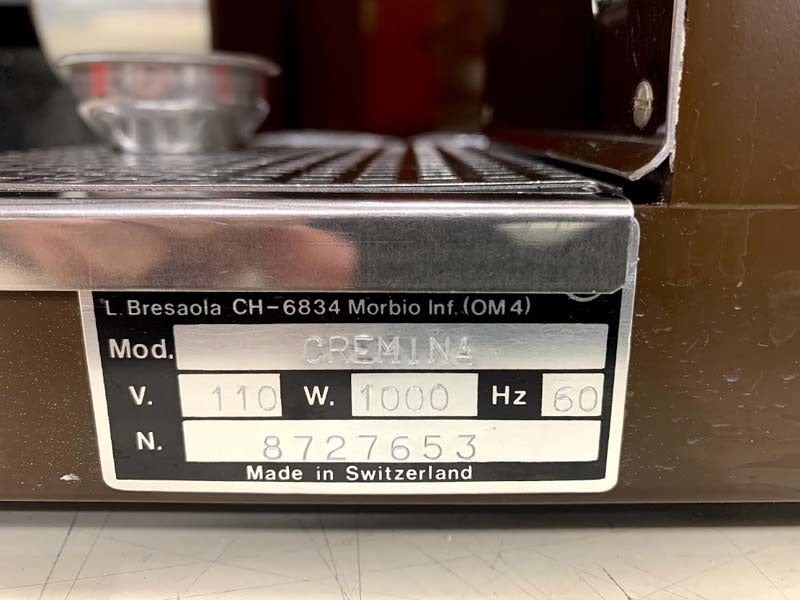 L. Bresaola CH-6834 Morbio Inf. (OM4)
Mod. CREMINA
V. 110 W. 1000 Hz 60
N. 8727653
Made in Switzerland